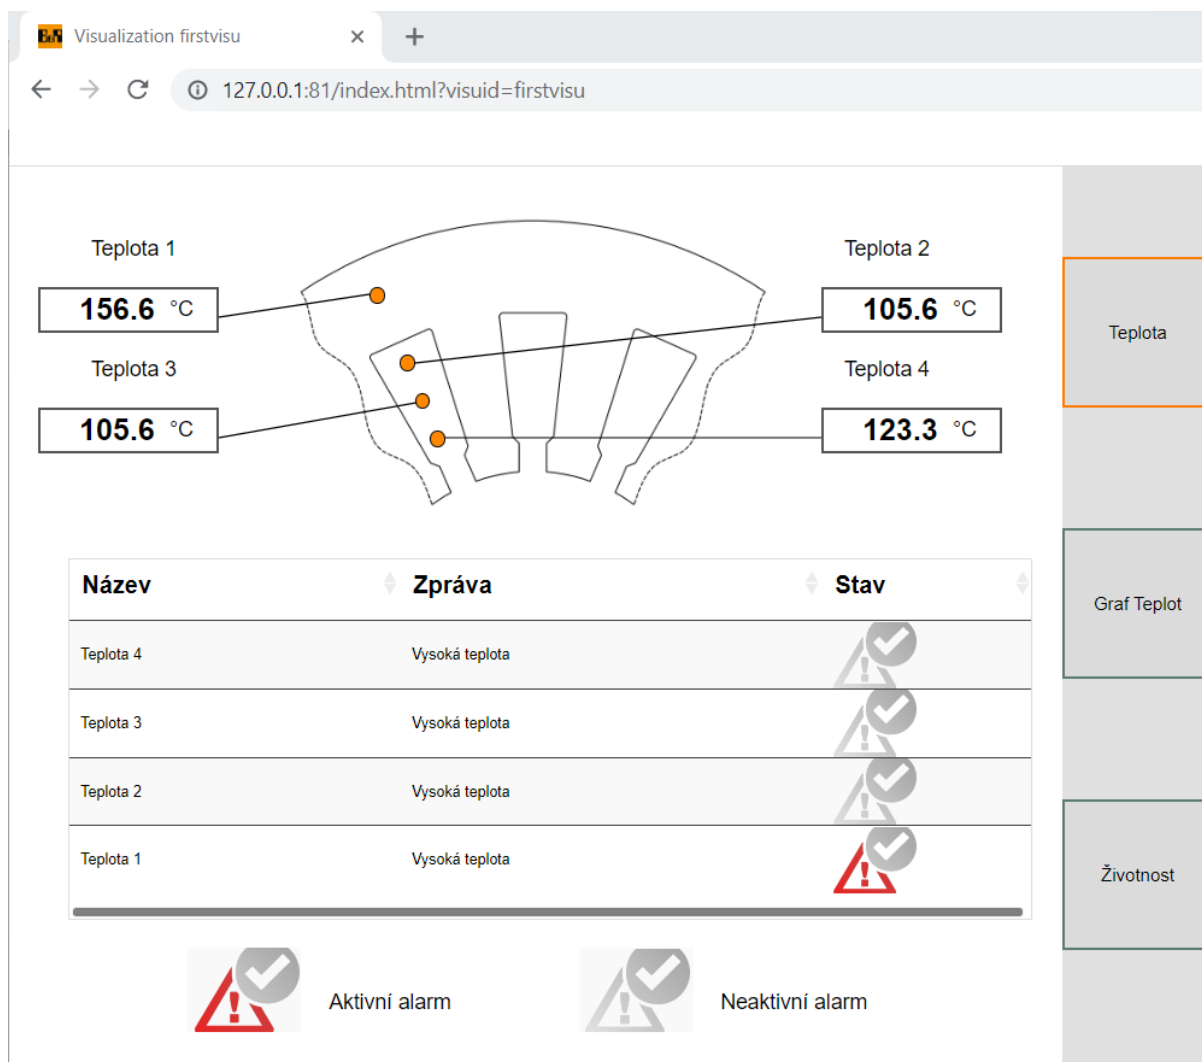 B&R Visualization firstvisu
127.0.0.1:81/index.html?visuid=firstvisu
Teplota 1
156.6 °C
Teplota 2
105.6 °C
Teplota 3
105.6 °C
Teplota 4
123.3 °C
Teplota
Graf Teplot
Životnost
Název Zpráva Stav
Teplota 4 Vysoká teplota
Teplota 3 Vysoká teplota
Teplota 2 Vysoká teplota
Teplota 1 Vysoká teplota
Aktivní alarm
Neaktivní alarm